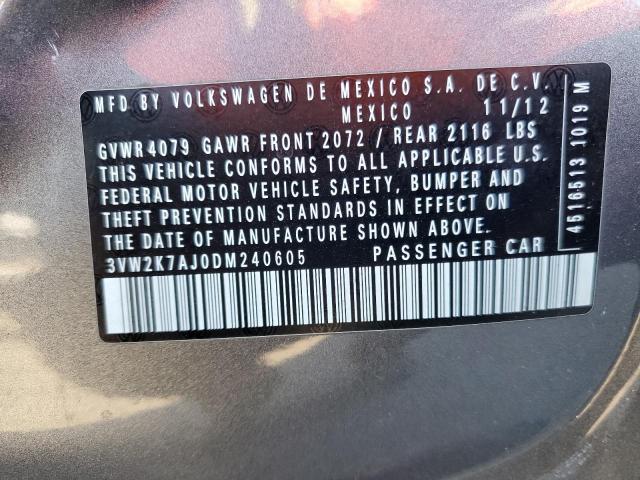 MFD BY VOLKSWAGEN DE MEXICO S.A. DE C.V.
MEXICO 11/12
GVWR 4079 GAWR FRONT 2072 / REAR 2116 LBS
THIS VEHICLE CONFORMS TO ALL APPLICABLE U.S.
FEDERAL MOTOR VEHICLE SAFETY, BUMPER AND
THEFT PREVENTION STANDARDS IN EFFECT ON
THE DATE OF MANUFACTURE SHOWN ABOVE.
3VW2K7AJ0DM240605 PASSENGER CAR
4516513 1019 M